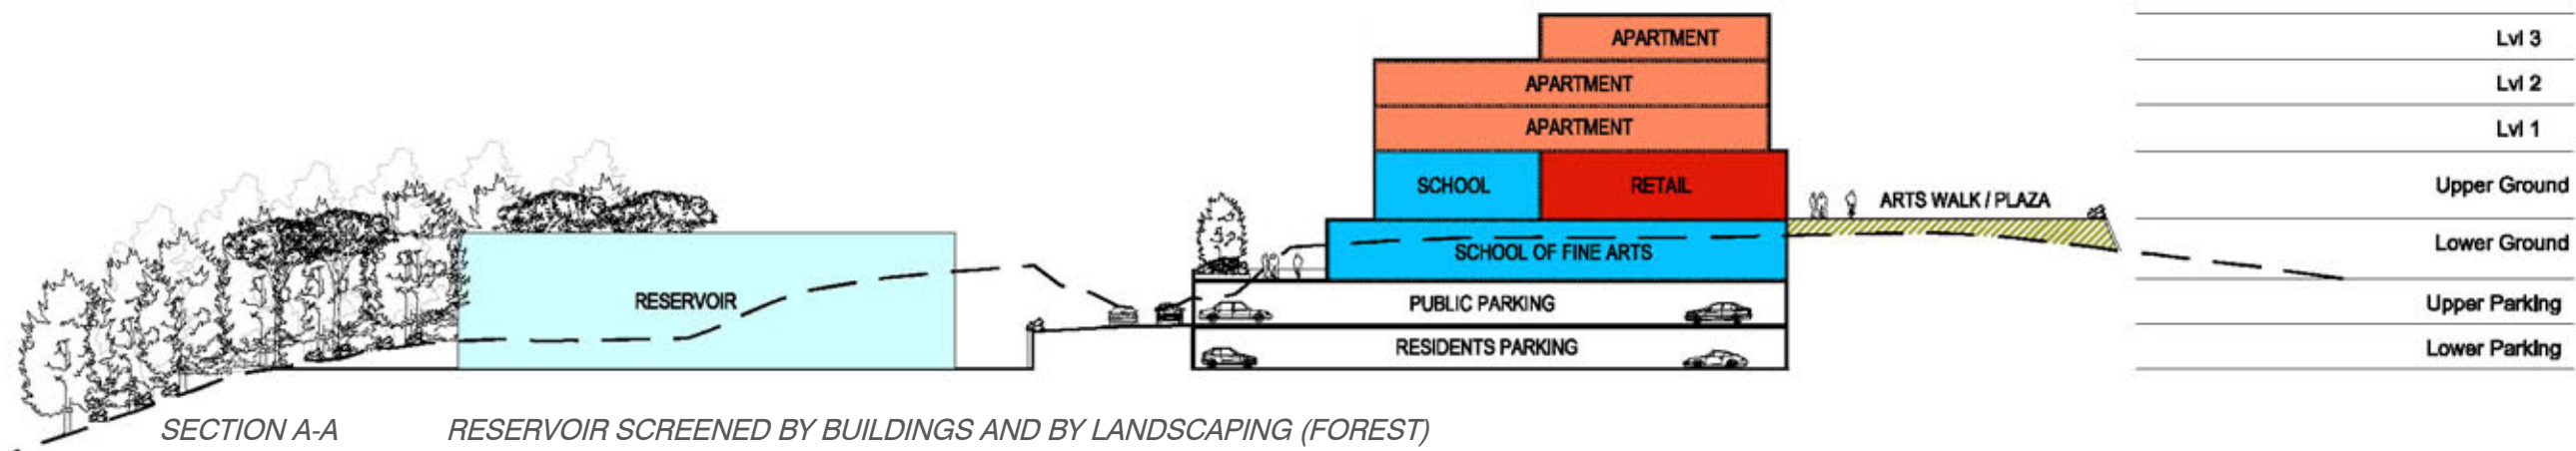 APARTMENT
Lvl 3
APARTMENT
Lvl 2
APARTMENT
Lvl 1
SCHOOL
RETAIL
Upper Ground
ARTS WALK / PLAZA
SCHOOL OF FINE ARTS
Lower Ground
RESERVOIR
PUBLIC PARKING
Upper Parking
RESIDENTS PARKING
Lower Parking
SECTION A-A
RESERVOIR SCREENED BY BUILDINGS AND BY LANDSCAPING (FOREST)